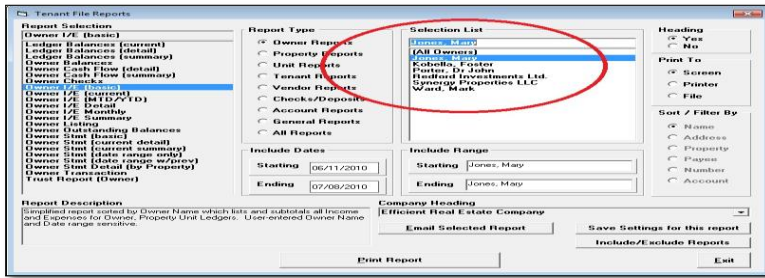 Tenant File Reports
Report Selection
Owner I/E (basic)
Ledger Balances (current)
Ledger Balances (detail)
Ledger Balances (summary)
Owner Balances
Owner Cash Flow (detail)
Owner Cash Flow (summary)
Owner Checks
Owner I/E (basic)
Owner I/E (current)
Owner I/E (MTD/YTD)
Owner I/E Detail
Owner I/E Monthly
Owner I/E Summary
Owner Listing
Owner Outstanding Balances
Owner Stmt (basic)
Owner Stmt (current detail)
Owner Stmt (current summary)
Owner Stmt (date range only)
Owner Stmt (date range w/prev)
Owner Stmt Detail (by Property)
Owner Transaction
Trust Report (Owner)
Report Type
Owner Reports
Property Reports
Unit Reports
Tenant Reports
Vendor Reports
Checks/Deposits
Account Reports
General Reports
All Reports
Selection List
Jones, Mary
(All Owners)
Jones, Mary
Kobella, Foster
Porter, Dr John
Redford Investments Ltd.
Synergy Properties LLC
Ward, Mark
Heading
Yes
No
Print To
Screen
Printer
File
Sort / Filter By
Name
Address
Property
Payee
Number
Account
Include Dates
Starting 06/11/2010
Ending 07/08/2010
Include Range
Starting Jones, Mary
Ending Jones, Mary
Report Description
Simplified report sorted by Owner Name which lists and subtotals all Income
and Expenses for Owner, Property Unit Ledgers. User-entered Owner Name
and Date range sensitive.
Company Heading
Efficient Real Estate Company
Email Selected Report
Save Settings for this report
Include/Exclude Reports
Print Report
Exit